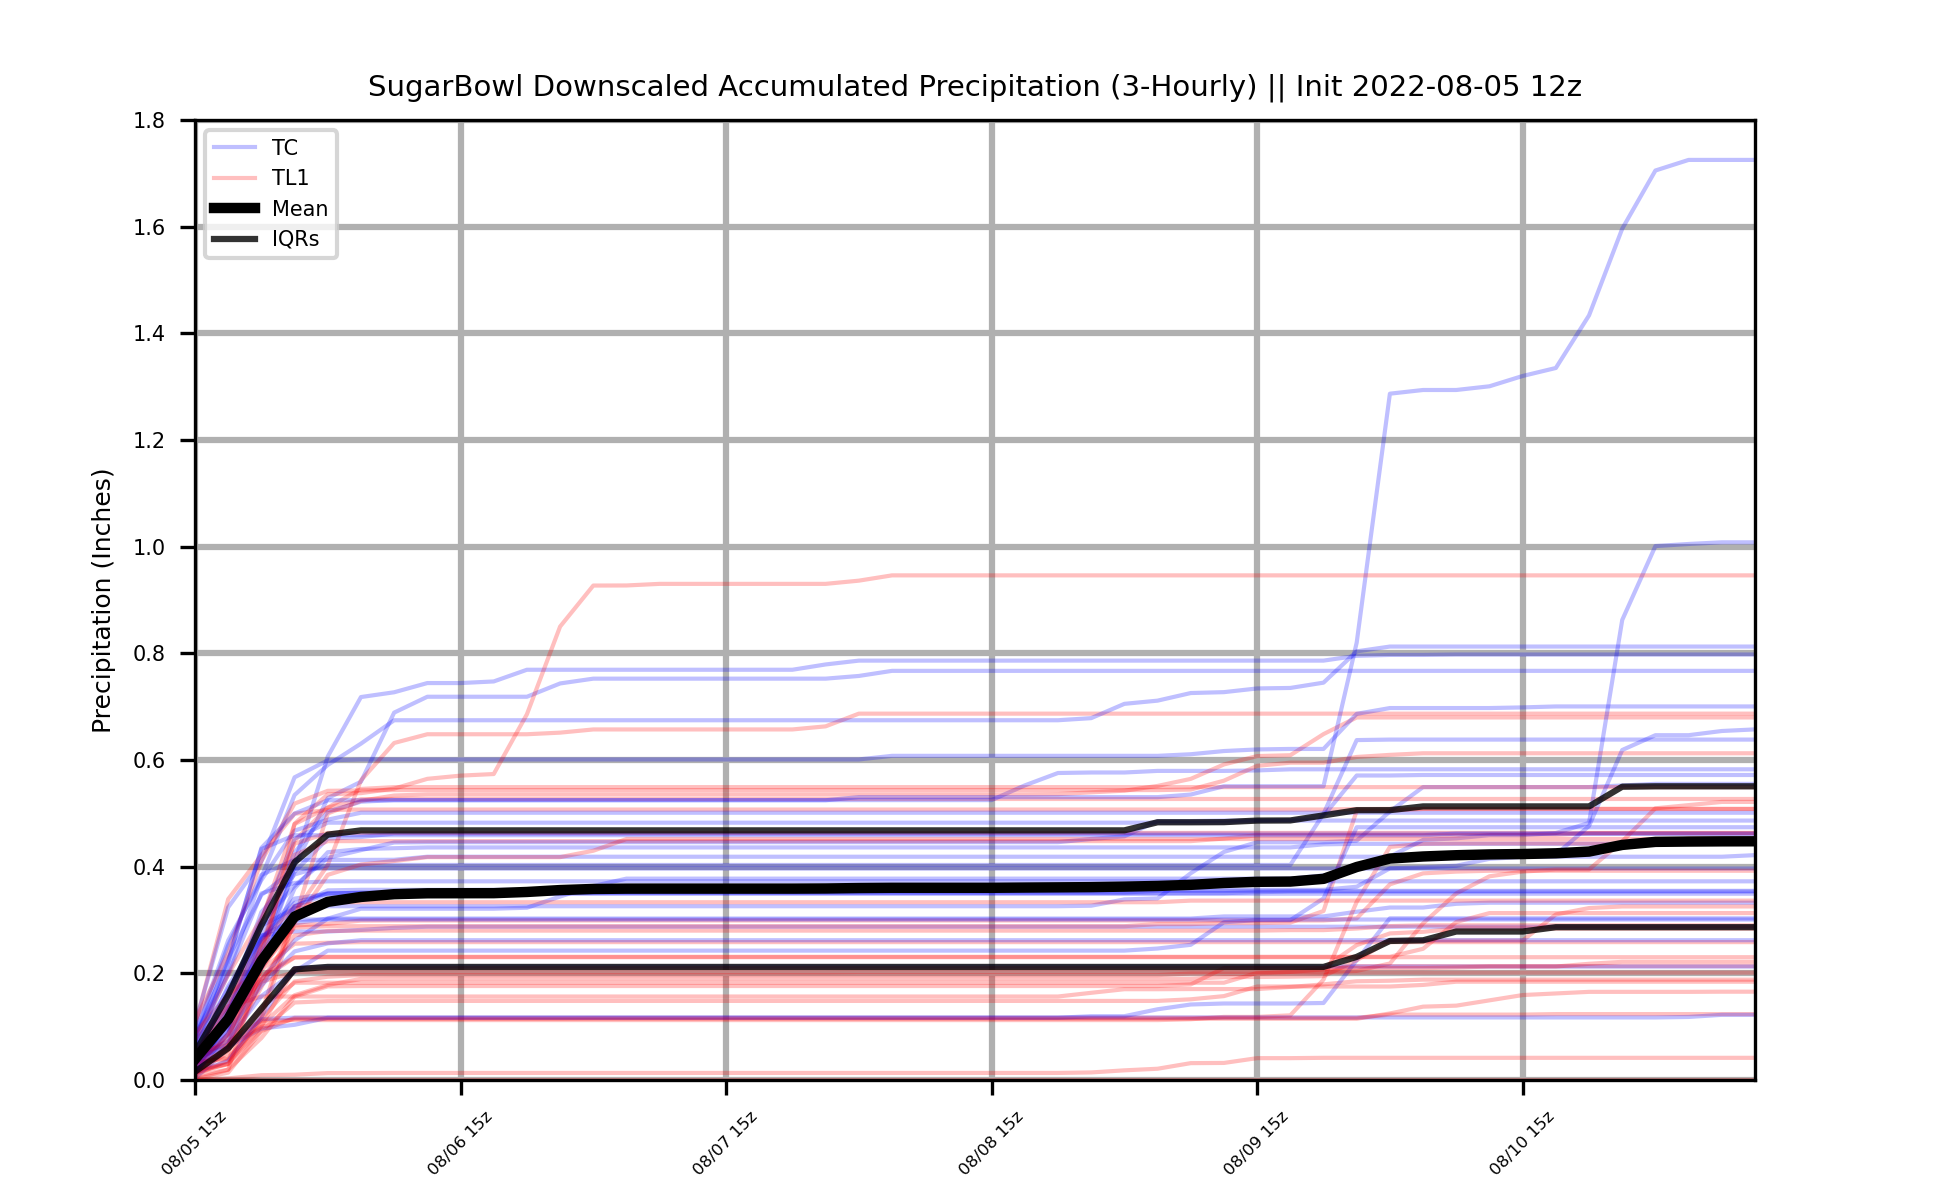 SugarBowl Downscaled Accumulated Precipitation (3-Hourly) || Init 2022-08-05 12z
Precipitation (Inches)
1.8
1.6
1.4
1.2
1.0
0.8
0.6
0.4
0.2
0.0
TC
TL1
Mean
IQRs
08/05 15z
08/06 15z
08/07 15z
08/08 15z
08/09 15z
08/10 15z